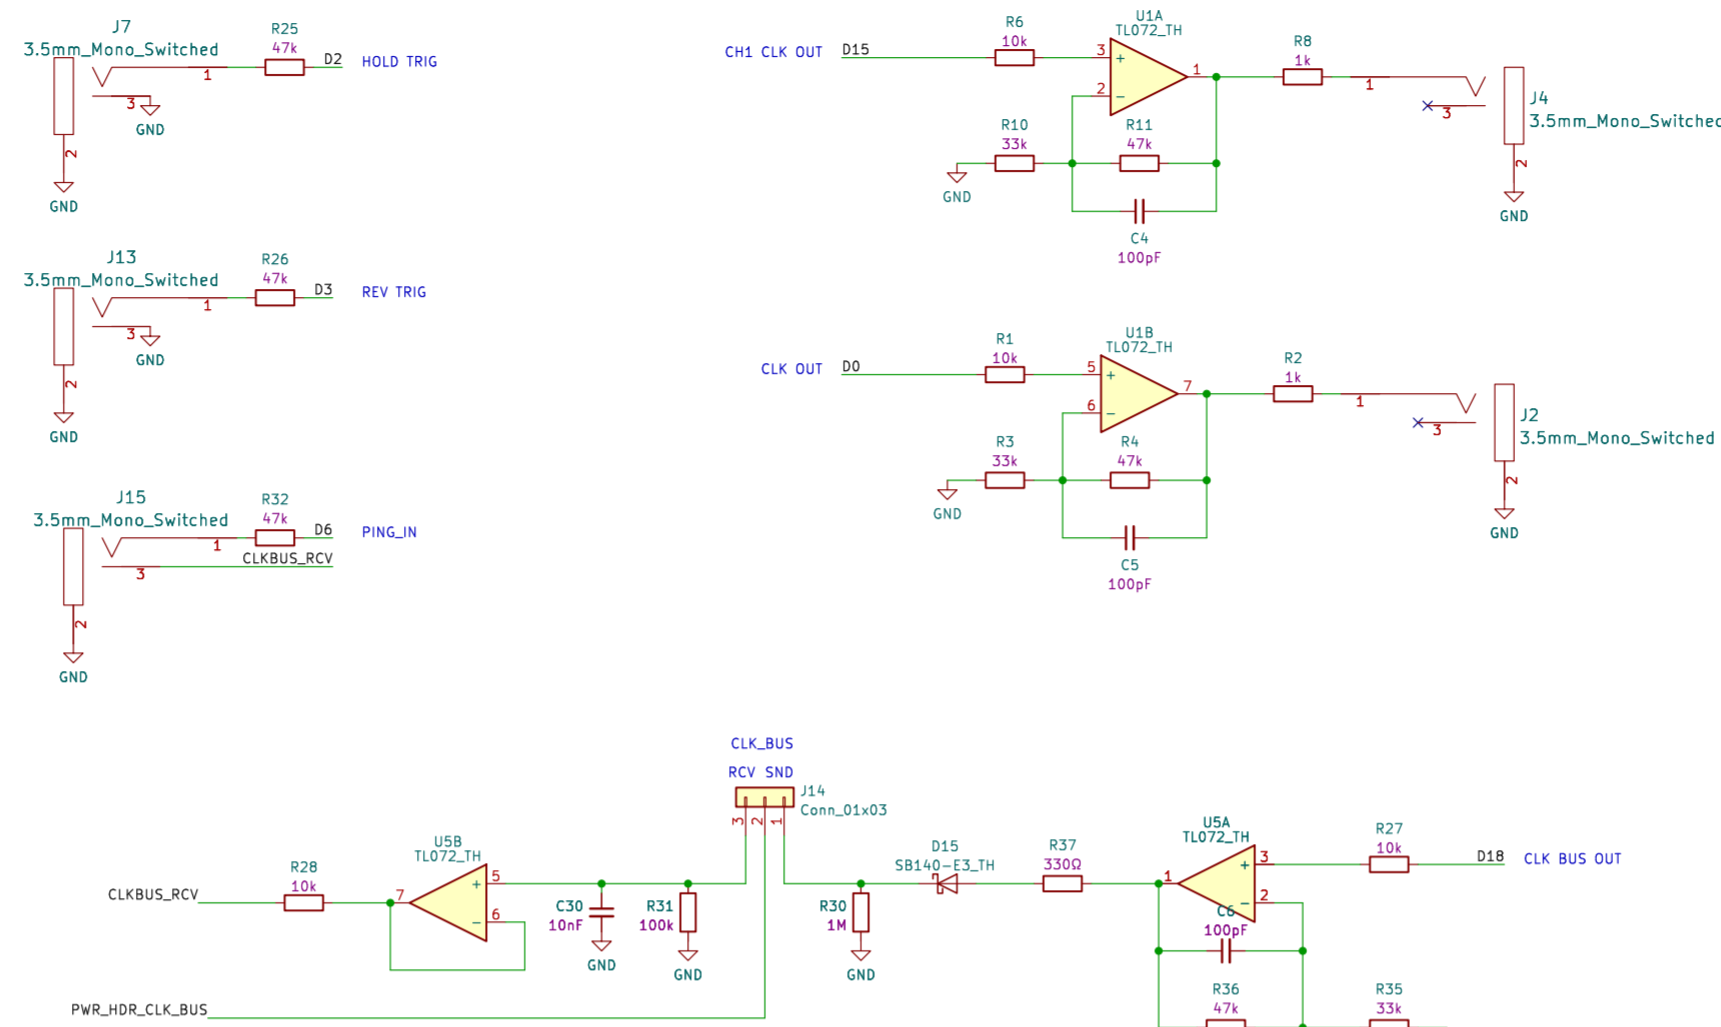 J7
3.5mm_Mono_Switched
R25
47k
D2
HOLD TRIG
1
3
GND
2
GND
J13
3.5mm_Mono_Switched
R26
47k
D3
REV TRIG
1
3
GND
2
GND
J15
3.5mm_Mono_Switched
R32
47k
D6
PING_IN
1
CLKBUS_RCV
3
2
GND
CH1 CLK OUT
D15
R6
10k
U1A
TL072_TH
3
+
2
−
1
R8
1k
1
3
J4
3.5mm_Mono_Switched
2
GND
R10
33k
R11
47k
GND
C4
100pF
CLK OUT
D0
R1
10k
U1B
TL072_TH
5
+
6
−
7
R2
1k
1
3
J2
3.5mm_Mono_Switched
2
GND
R3
33k
R4
47k
GND
C5
100pF
CLK_BUS
RCV SND
J14
Conn_01x03
3
2
1
CLKBUS_RCV
R28
10k
U5B
TL072_TH
7
5
+
6
−
C30
10nF
GND
R31
100k
GND
R30
1M
GND
D15
SB140-E3_TH
R37
330Ω
U5A
TL072_TH
1
3
+
2
−
R27
10k
D18
CLK BUS OUT
C6
100pF
R36
47k
R35
33k
PWR_HDR_CLK_BUS